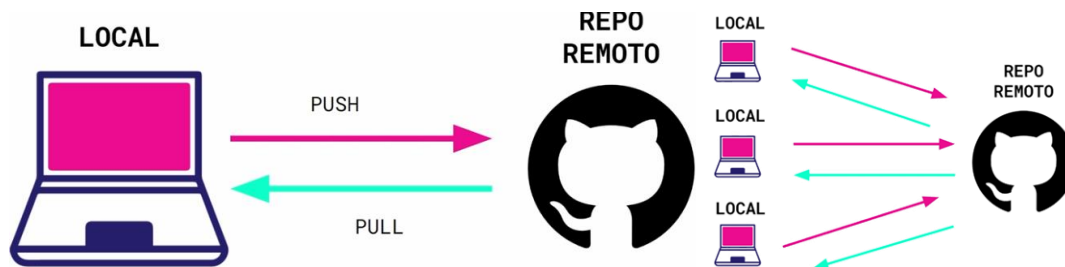 LOCAL
PUSH
PULL
REPO
REMOTO
LOCAL
LOCAL
LOCAL
REPO
REMOTO